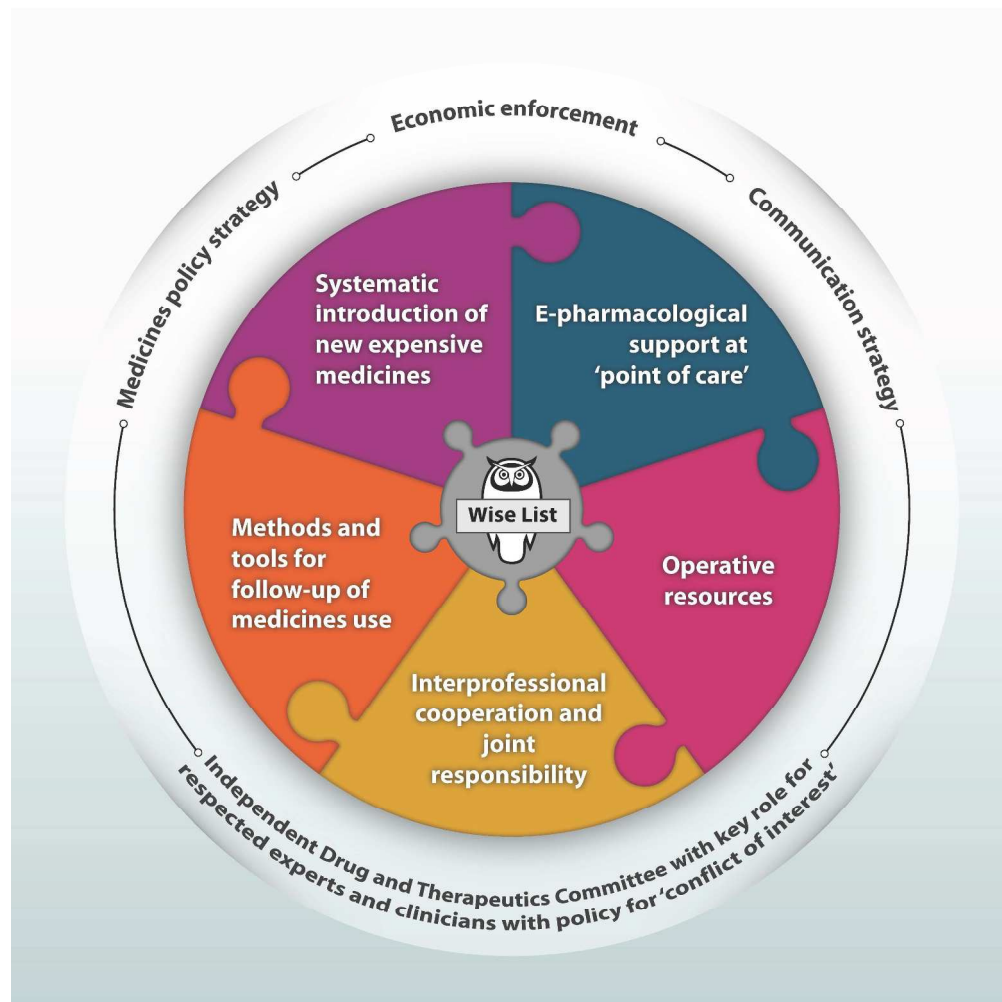 Economic enforcement
Medicines policy strategy
Communication strategy
Systematic
introduction of
new expensive
medicines
E-pharmacological
support at
‘point of care’
Wise List
Methods and
tools for
follow-up of
medicines use
Operative
resources
Interprofessional
cooperation and
joint
responsibility
Independent Drug and Therapeutics Committee with key role for
respected experts and clinicians with policy for ‘conflict of interest’